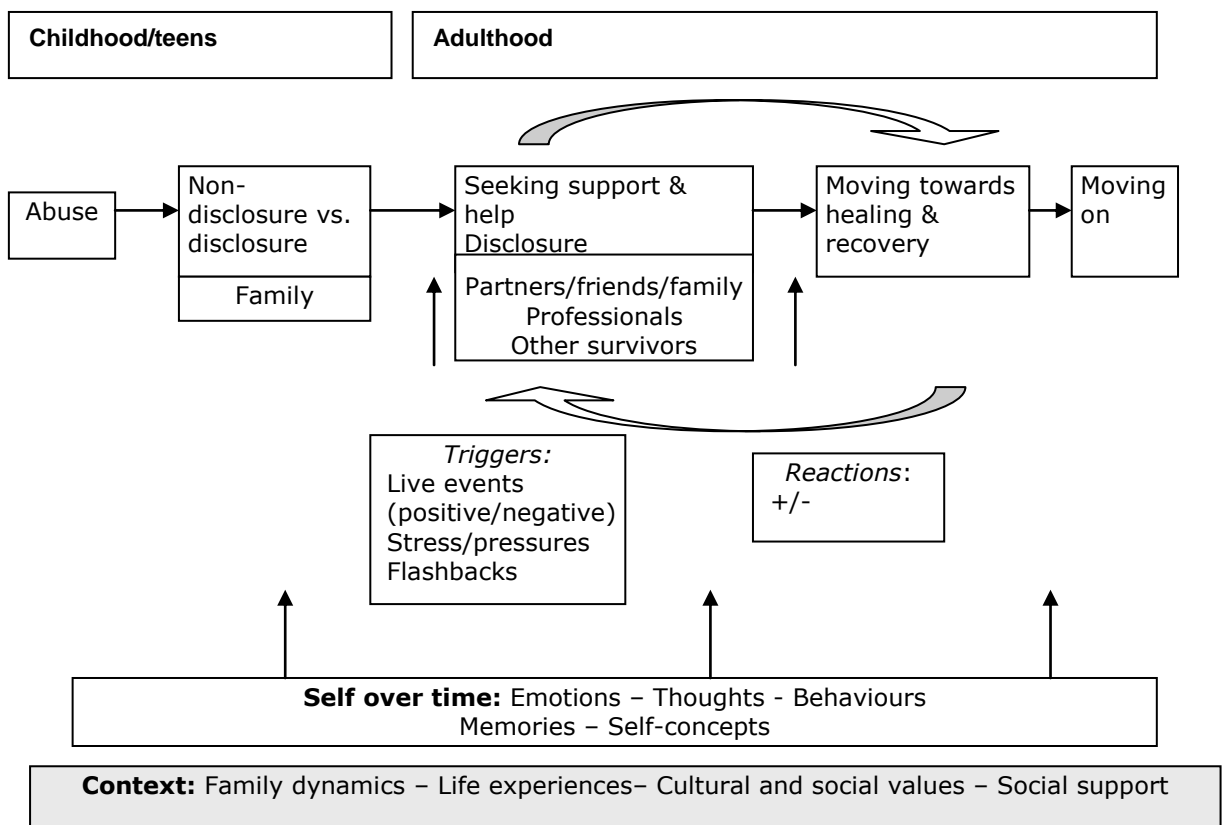 Childhood/teens
Adulthood
Abuse
Non-
disclosure vs.
disclosure
Family
Seeking support &
help
Disclosure
Partners/friends/family
Professionals
Other survivors
Moving towards
healing &
recovery
Moving
on
Triggers:
Live events
(positive/negative)
Stress/pressures
Flashbacks
Reactions:
+/-
Self over time: Emotions – Thoughts - Behaviours
Memories – Self-concepts
Context: Family dynamics – Life experiences– Cultural and social values – Social support